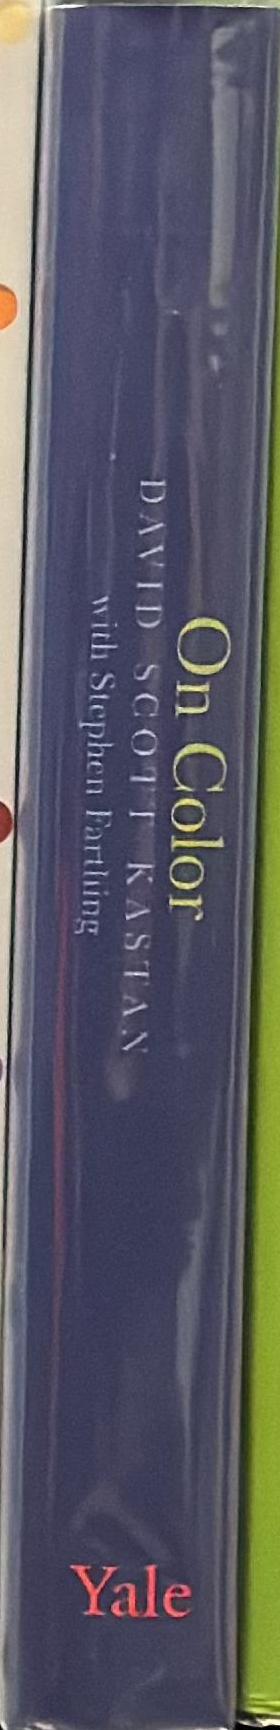 On Color
DAVID SCOTT KASTAN
with Stephen Farthing
Yale